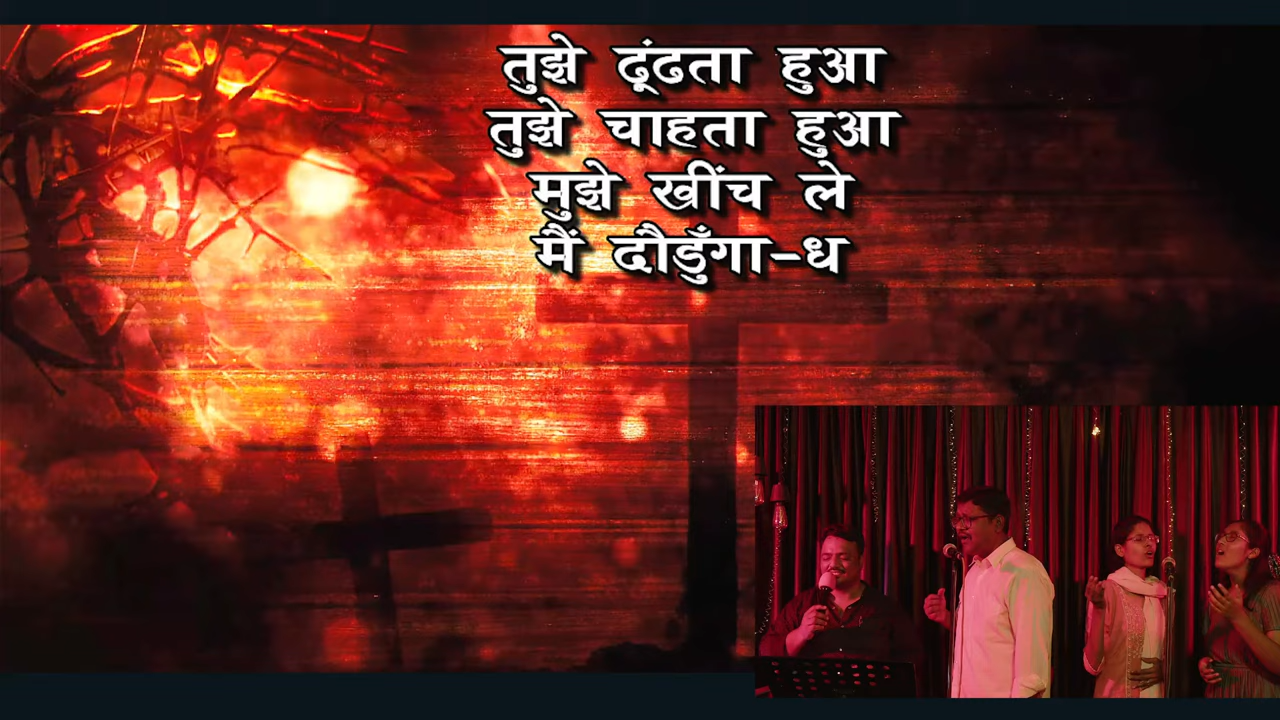 तुझे ढूंढता हुआ
तुझे चाहता हुआ
मुझे खींच ले
मैं दौडुँगा-ध